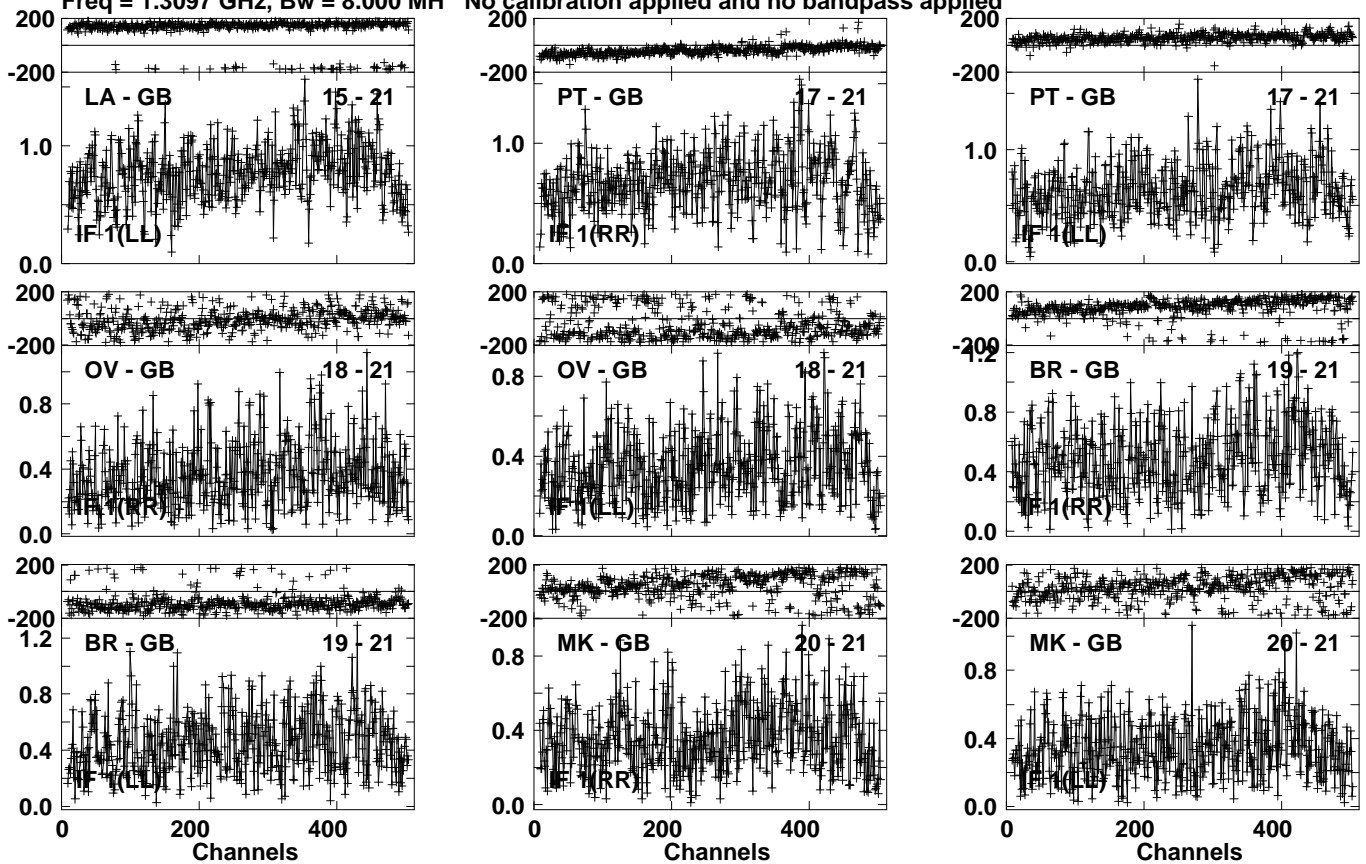 Freq = 1.3097 GHz, Bw = 8.000 MH No calibration applied and no bandpass applied
200
-200
LA - GB 15 - 21
1.0
IF 1(LL)
0.0
200
-200
PT - GB 17 - 21
1.0
IF 1(RR)
0.0
200
-200
PT - GB 17 - 21
1.0
IF 1(LL)
0.0
200
-200
OV - GB 18 - 21
0.8
0.4
IF 1(RR)
0.0
200
-200
OV - GB 18 - 21
0.8
0.4
IF 1(LL)
0.0
200
-200
1.2
BR - GB 19 - 21
0.8
0.4
IF 1(RR)
0.0
200
-200
BR - GB 19 - 21
1.2
0.8
0.4
IF 1(LL)
0.0
0 200 400
Channels
200
-200
MK - GB 20 - 21
0.8
0.4
IF 1(RR)
0.0
0 200 400
Channels
200
-200
MK - GB 20 - 21
0.8
0.4
IF 1(LL)
0.0
0 200 400
Channels